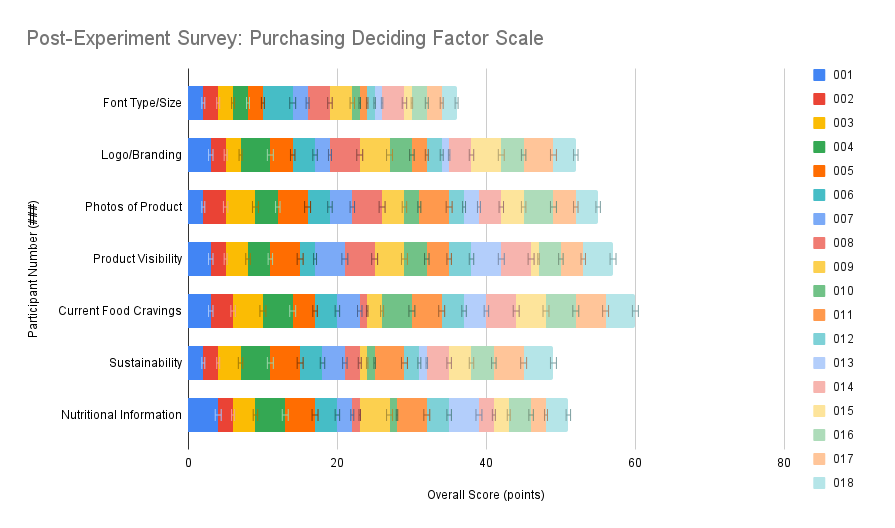 Post-Experiment Survey: Purchasing Deciding Factor Scale
Participant Number (###)
Font Type/Size
Logo/Branding
Photos of Product
Product Visibility
Current Food Cravings
Sustainability
Nutritional Information
0 20 40 60 80
Overall Score (points)
001
002
003
004
005
006
007
008
009
010
011
012
013
014
015
016
017
018